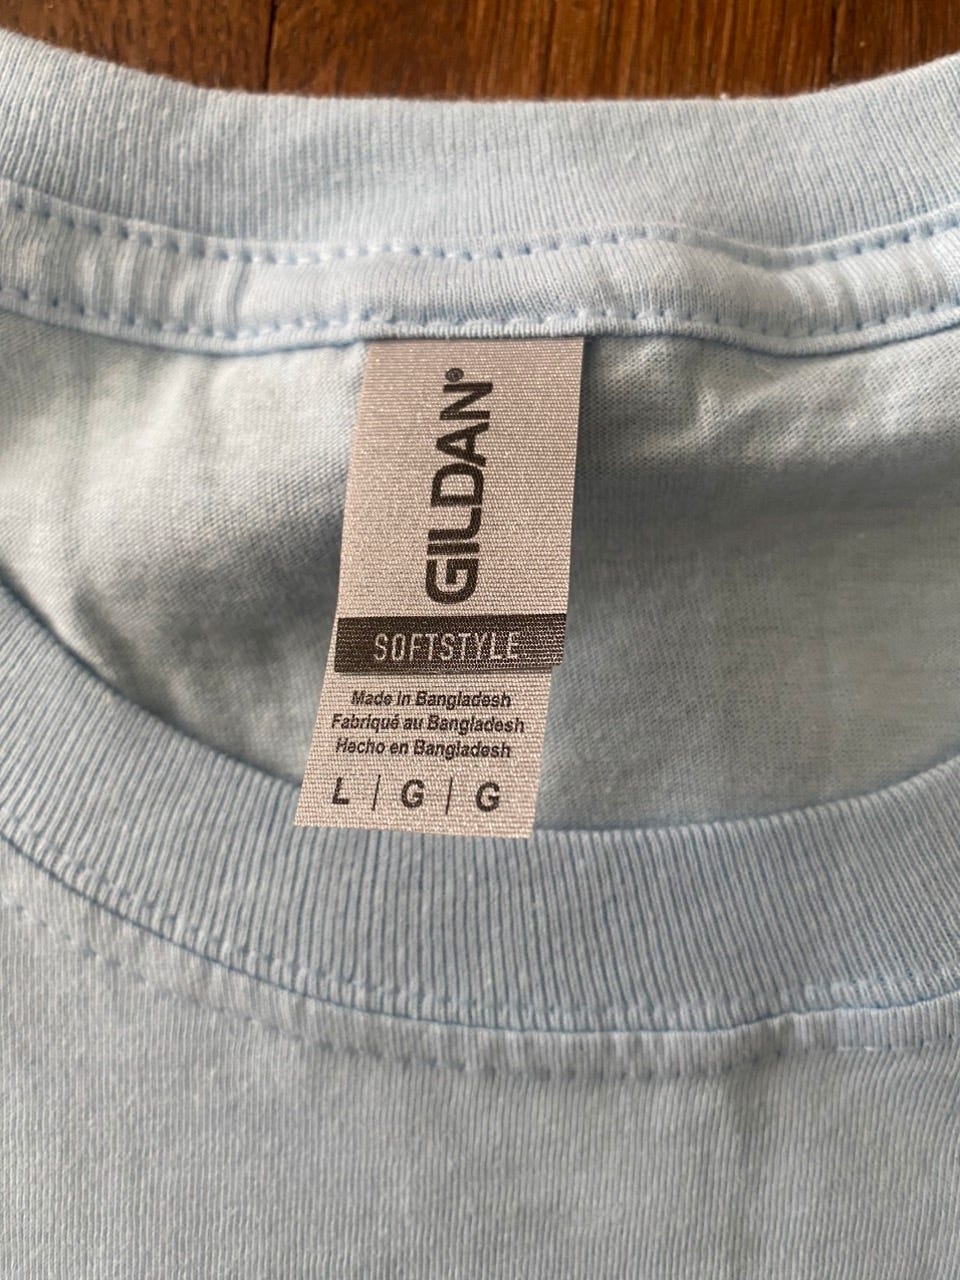 GILDAN®
SOFTSTYLE
Made in Bangladesh
Fabriqué au Bangladesh
Hecho en Bangladesh
L | G | G